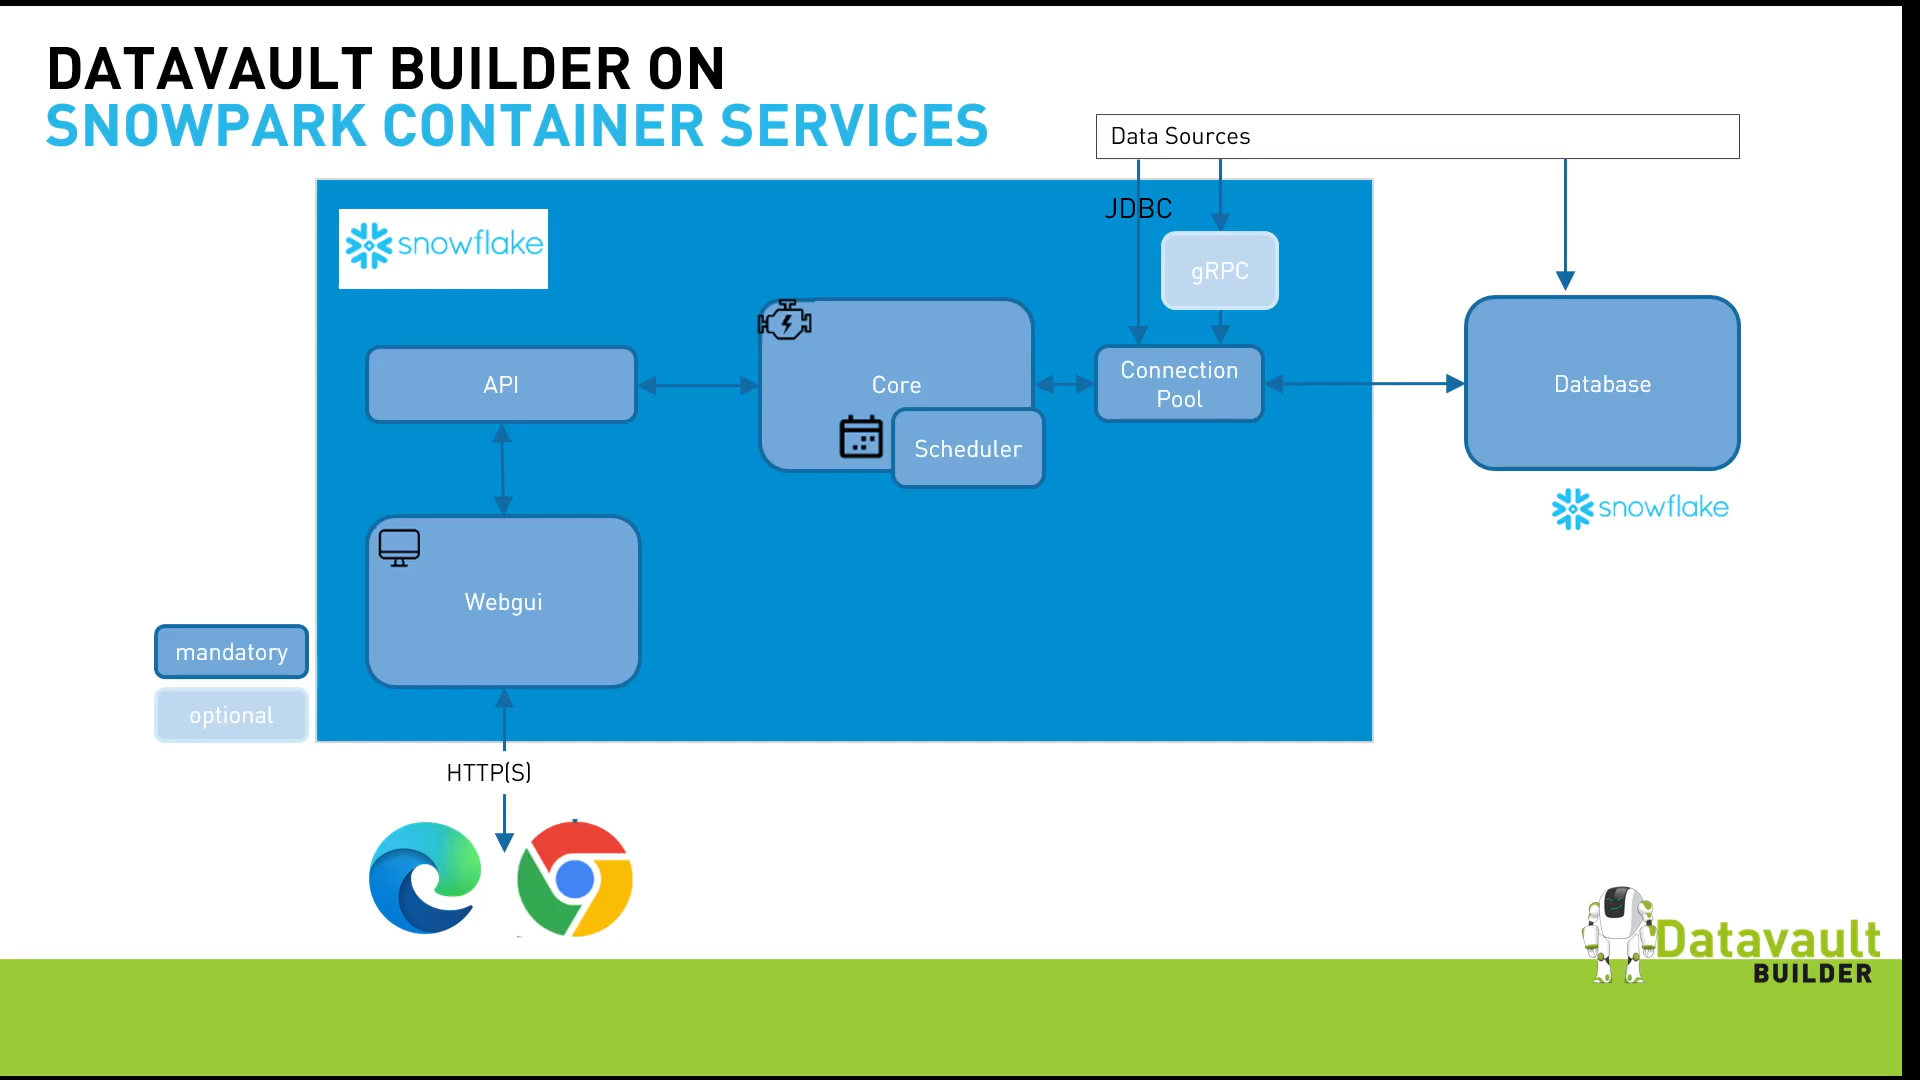 DATAVAULT BUILDER ON
SNOWPARK CONTAINER SERVICES
Data Sources
JDBC
snowflake
gRPC
API
Core
Connection
Pool
Database
Scheduler
snowflake
Webgui
mandatory
optional
HTTP(S)
Datavault
BUILDER